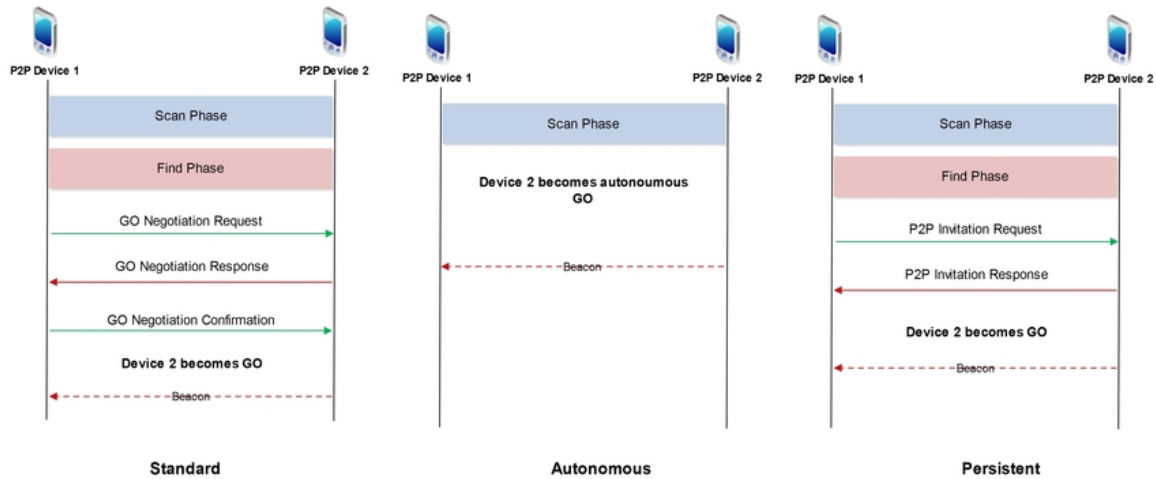 P2P Device 1
P2P Device 2
Scan Phase
Find Phase
GO Negotiation Request
GO Negotiation Response
GO Negotiation Confirmation
Device 2 becomes GO
Beacon
Standard
P2P Device 1
P2P Device 2
Scan Phase
Device 2 becomes autonoumous
GO
Beacon
Autonomous
P2P Device 1
P2P Device 2
Scan Phase
Find Phase
P2P Invitation Request
P2P Invitation Response
Device 2 becomes GO
Beacon
Persistent